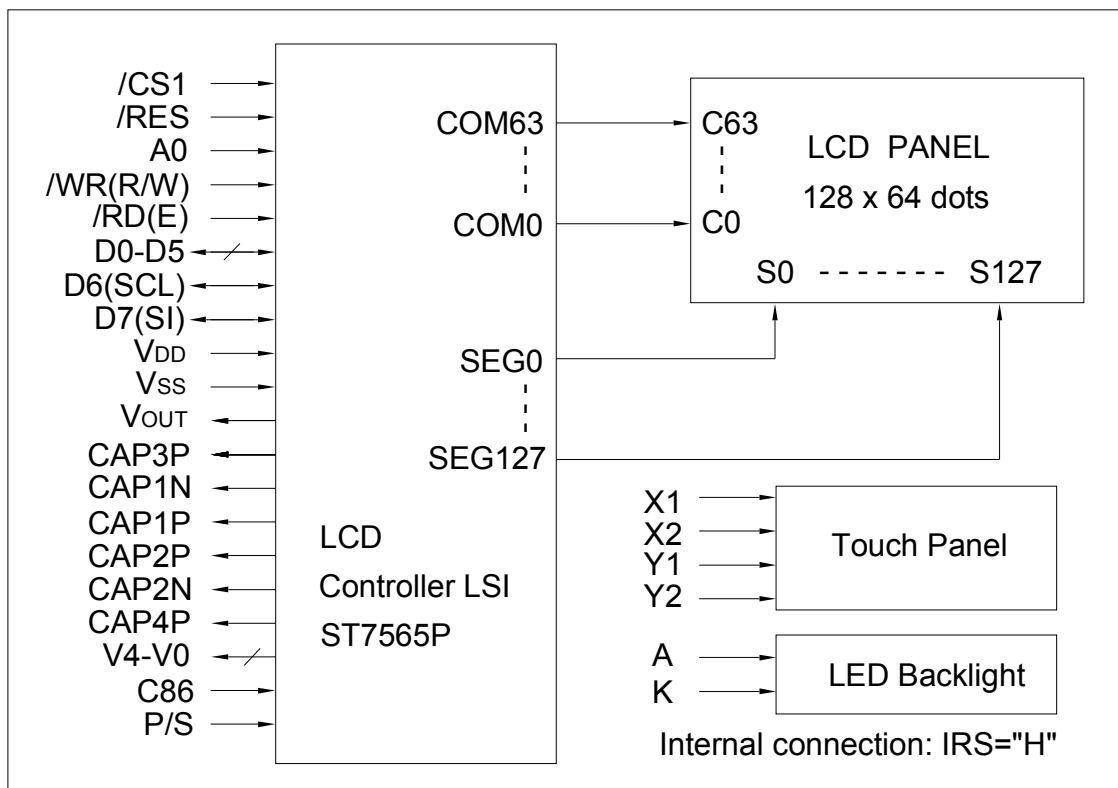 /CS1
/RES
A0
/WR(R/W)
/RD(E)
D0-D5
D6(SCL)
D7(SI)
VDD
VSS
VOUT
CAP3P
CAP1N
CAP1P
CAP2P
CAP2N
CAP4P
V4-V0
C86
P/S
COM63
COM0
SEG0
SEG127
LCD
Controller LSI
ST7565P
C63
C0
LCD PANEL
128 x 64 dots
S0 - - - - - - - S127
X1
X2
Y1
Y2
Touch Panel
A
K
LED Backlight
Internal connection: IRS="H"